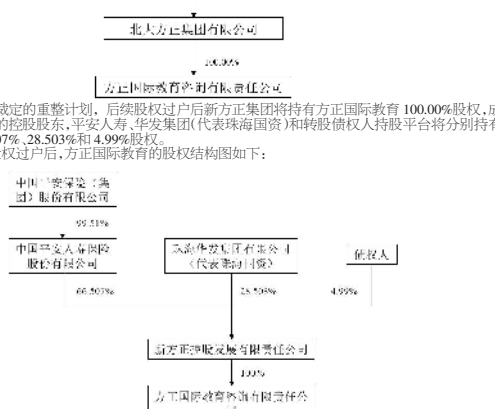 北大方正集团有限公司
100.00%
方正国际教育咨询有限责任公司
裁定的重整计划，后续股权过户后新方正集团将持有方正国际教育100.00%股权，成
的控股股东，平安人寿、华发集团(代表珠海国资)和转股债权人持股平台将分别持有
07%、28.503%和4.99%股权。
权过户后，方正国际教育的股权结构图如下：
中国平安保险（集
团）股份有限公司
99.51%
中国平安人寿保险
股份有限公司
珠海华发集团有限公司
（代表珠海国资）
债权人
66.507%
28.503%
4.99%
新方正控股发展有限责任公司
100%
方正国际教育咨询有限责任公